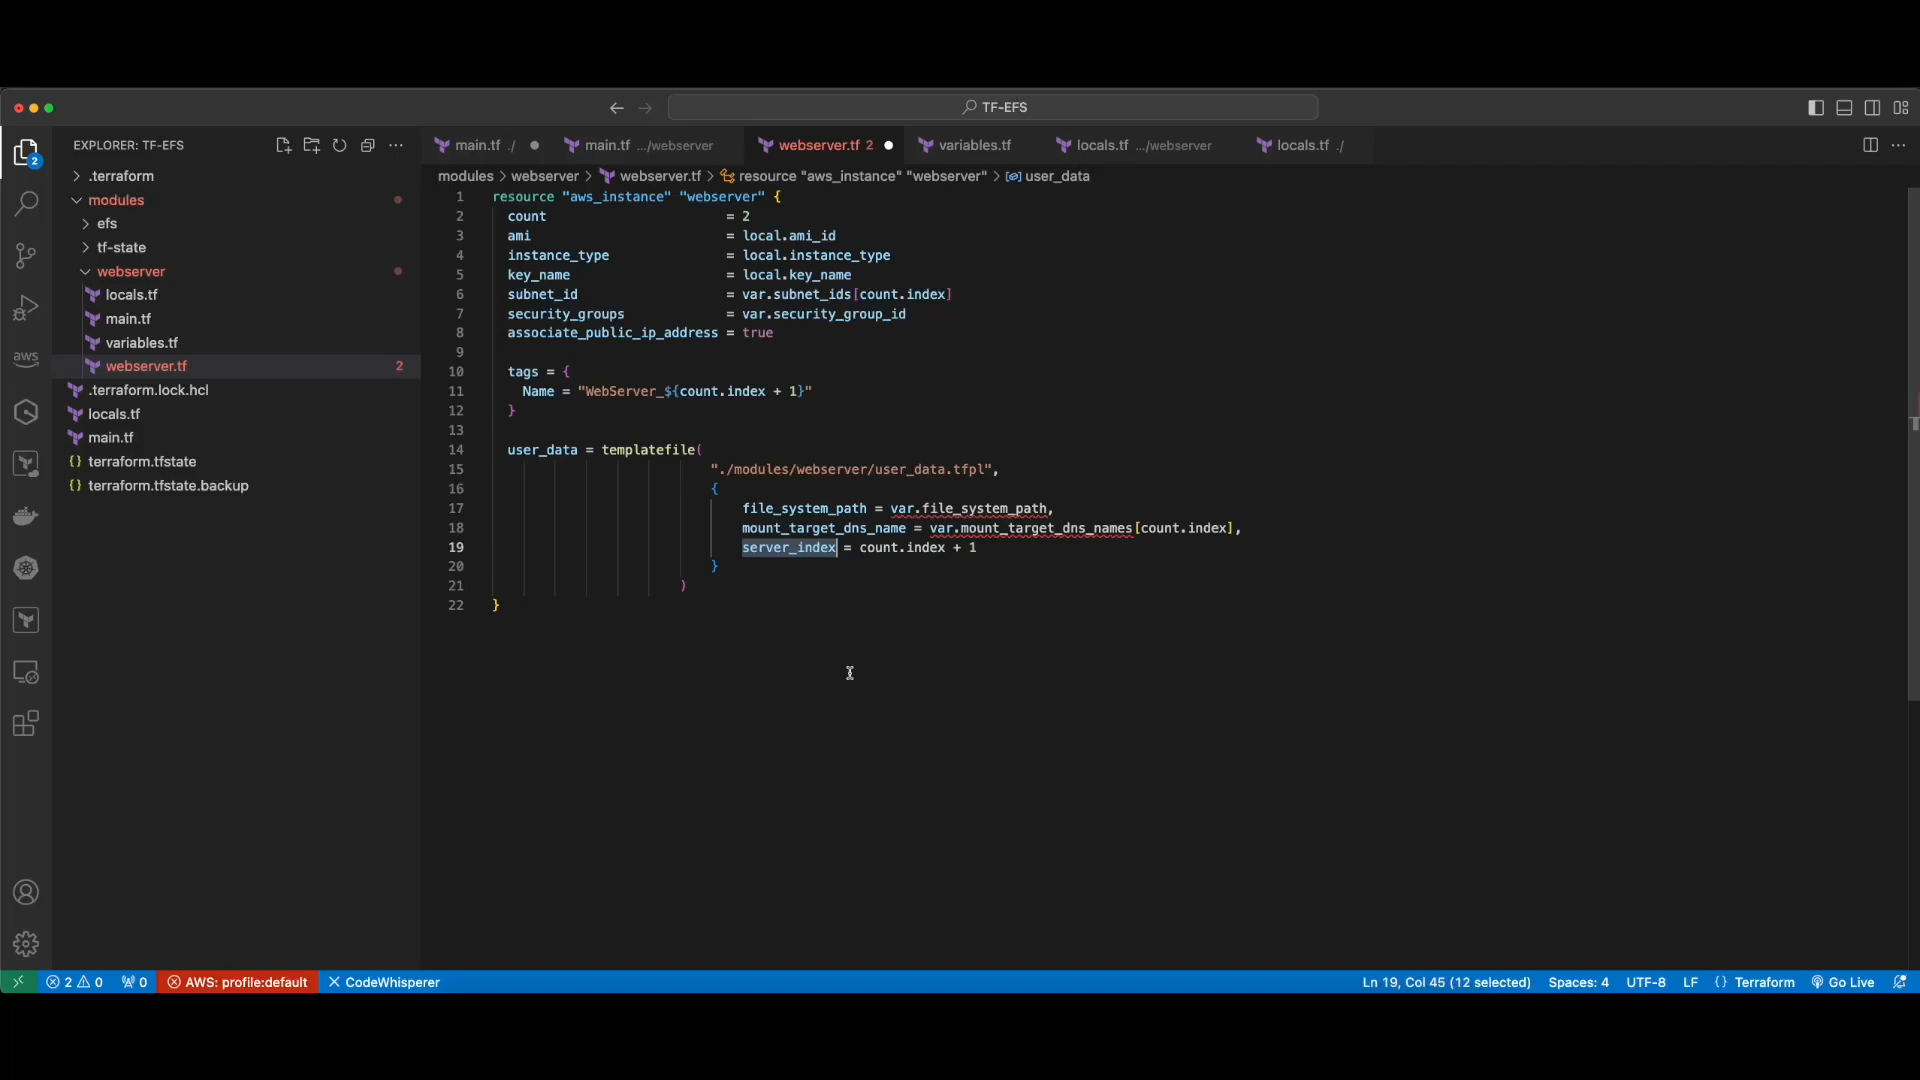 TF-EFS
EXPLORER: TF-EFS
main.tf ./
main.tf .../webserver
webserver.tf 2
variables.tf
locals.tf .../webserver
locals.tf ./
modules > webserver > webserver.tf > resource "aws_instance" "webserver" > user_data
2
.terraform
modules
efs
tf-state
webserver
locals.tf
main.tf
variables.tf
webserver.tf 2
.terraform.lock.hcl
locals.tf
main.tf
{} terraform.tfstate
{} terraform.tfstate.backup
aws
1 resource "aws_instance" "webserver" {
2 count = 2
3 ami = local.ami_id
4 instance_type = local.instance_type
5 key_name = local.key_name
6 subnet_id = var.subnet_ids[count.index]
7 security_groups = var.security_group_id
8 associate_public_ip_address = true
9
10 tags = {
11 Name = "WebServer_${count.index + 1}"
12 }
13
14 user_data = templatefile(
15 "./modules/webserver/user_data.tfpl",
16 {
17 file_system_path = var.file_system_path,
18 mount_target_dns_name = var.mount_target_dns_names[count.index],
19 server_index = count.index + 1
20 }
21 )
22 }
2 0 0 AWS: profile:default CodeWhisperer Ln 19, Col 45 (12 selected) Spaces: 4 UTF-8 LF {} Terraform Go Live